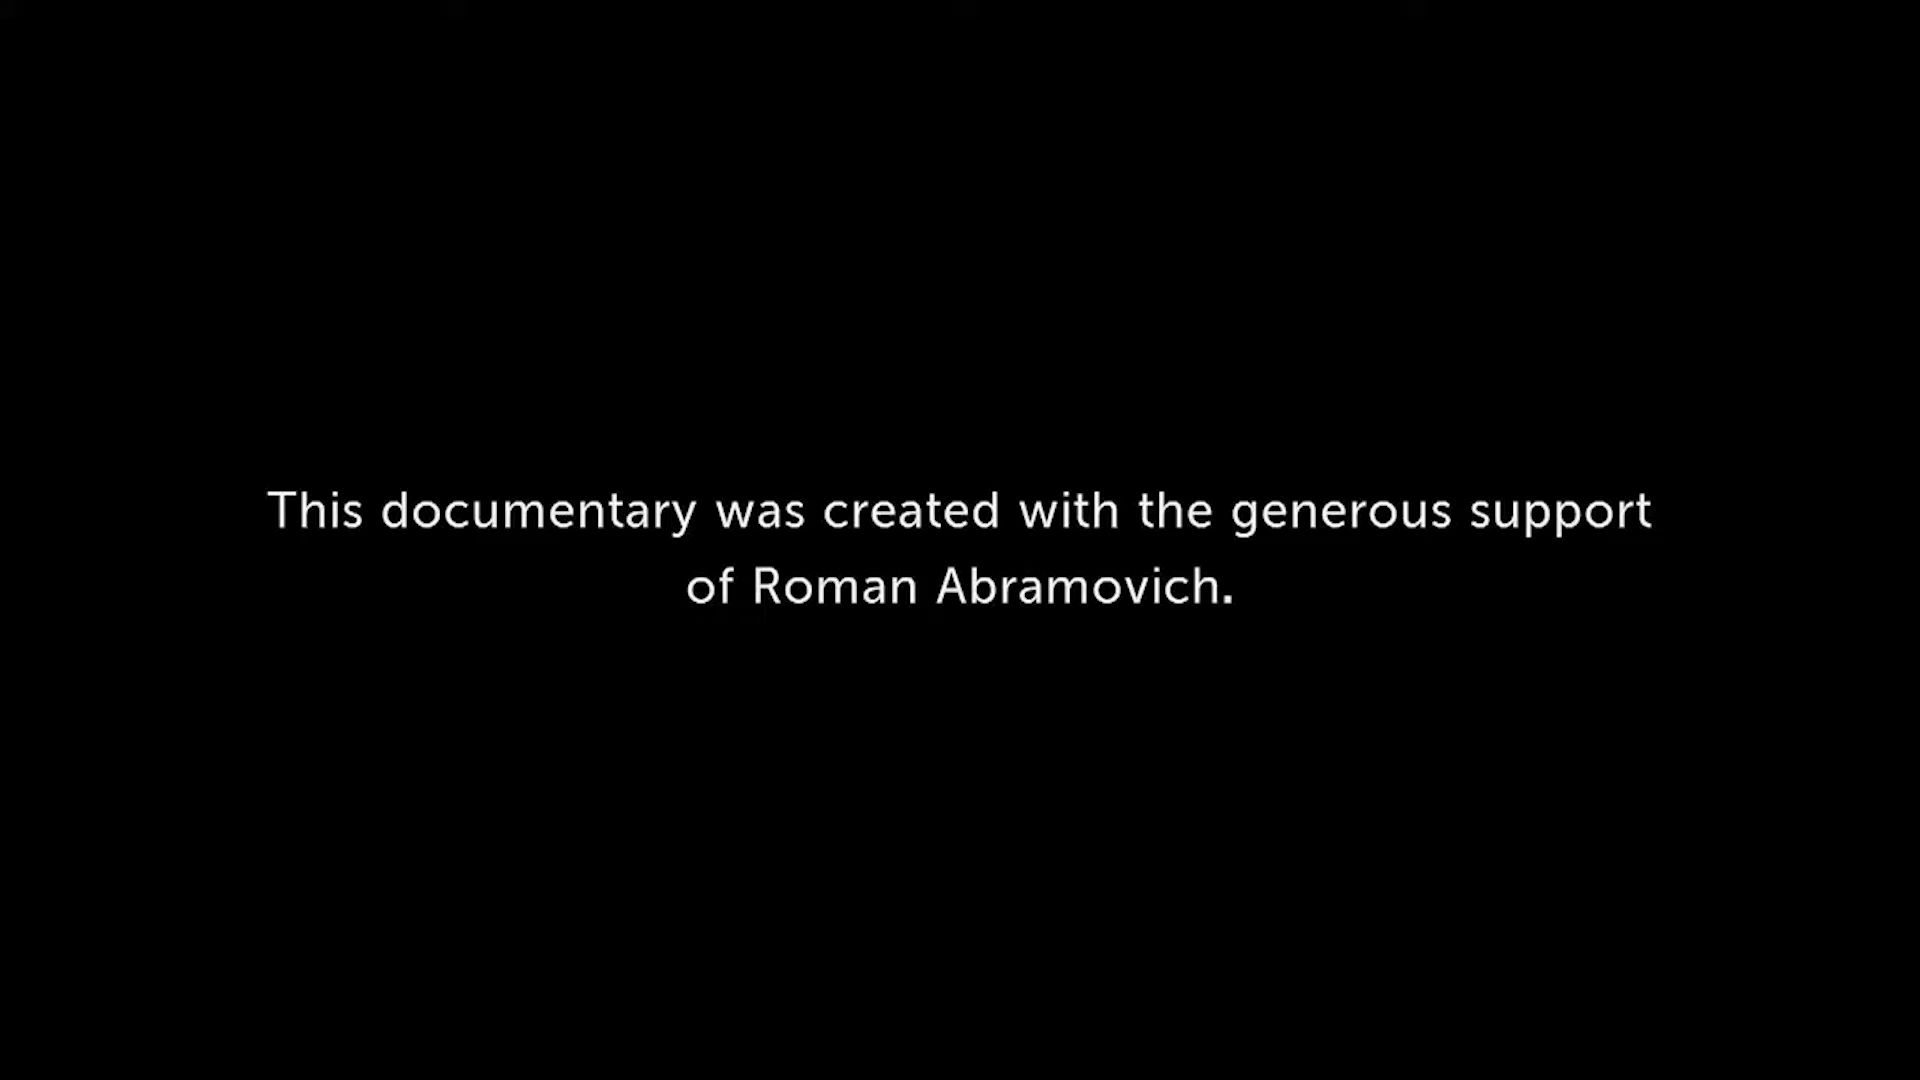 This documentary was created with the generous support
of Roman Abramovich.